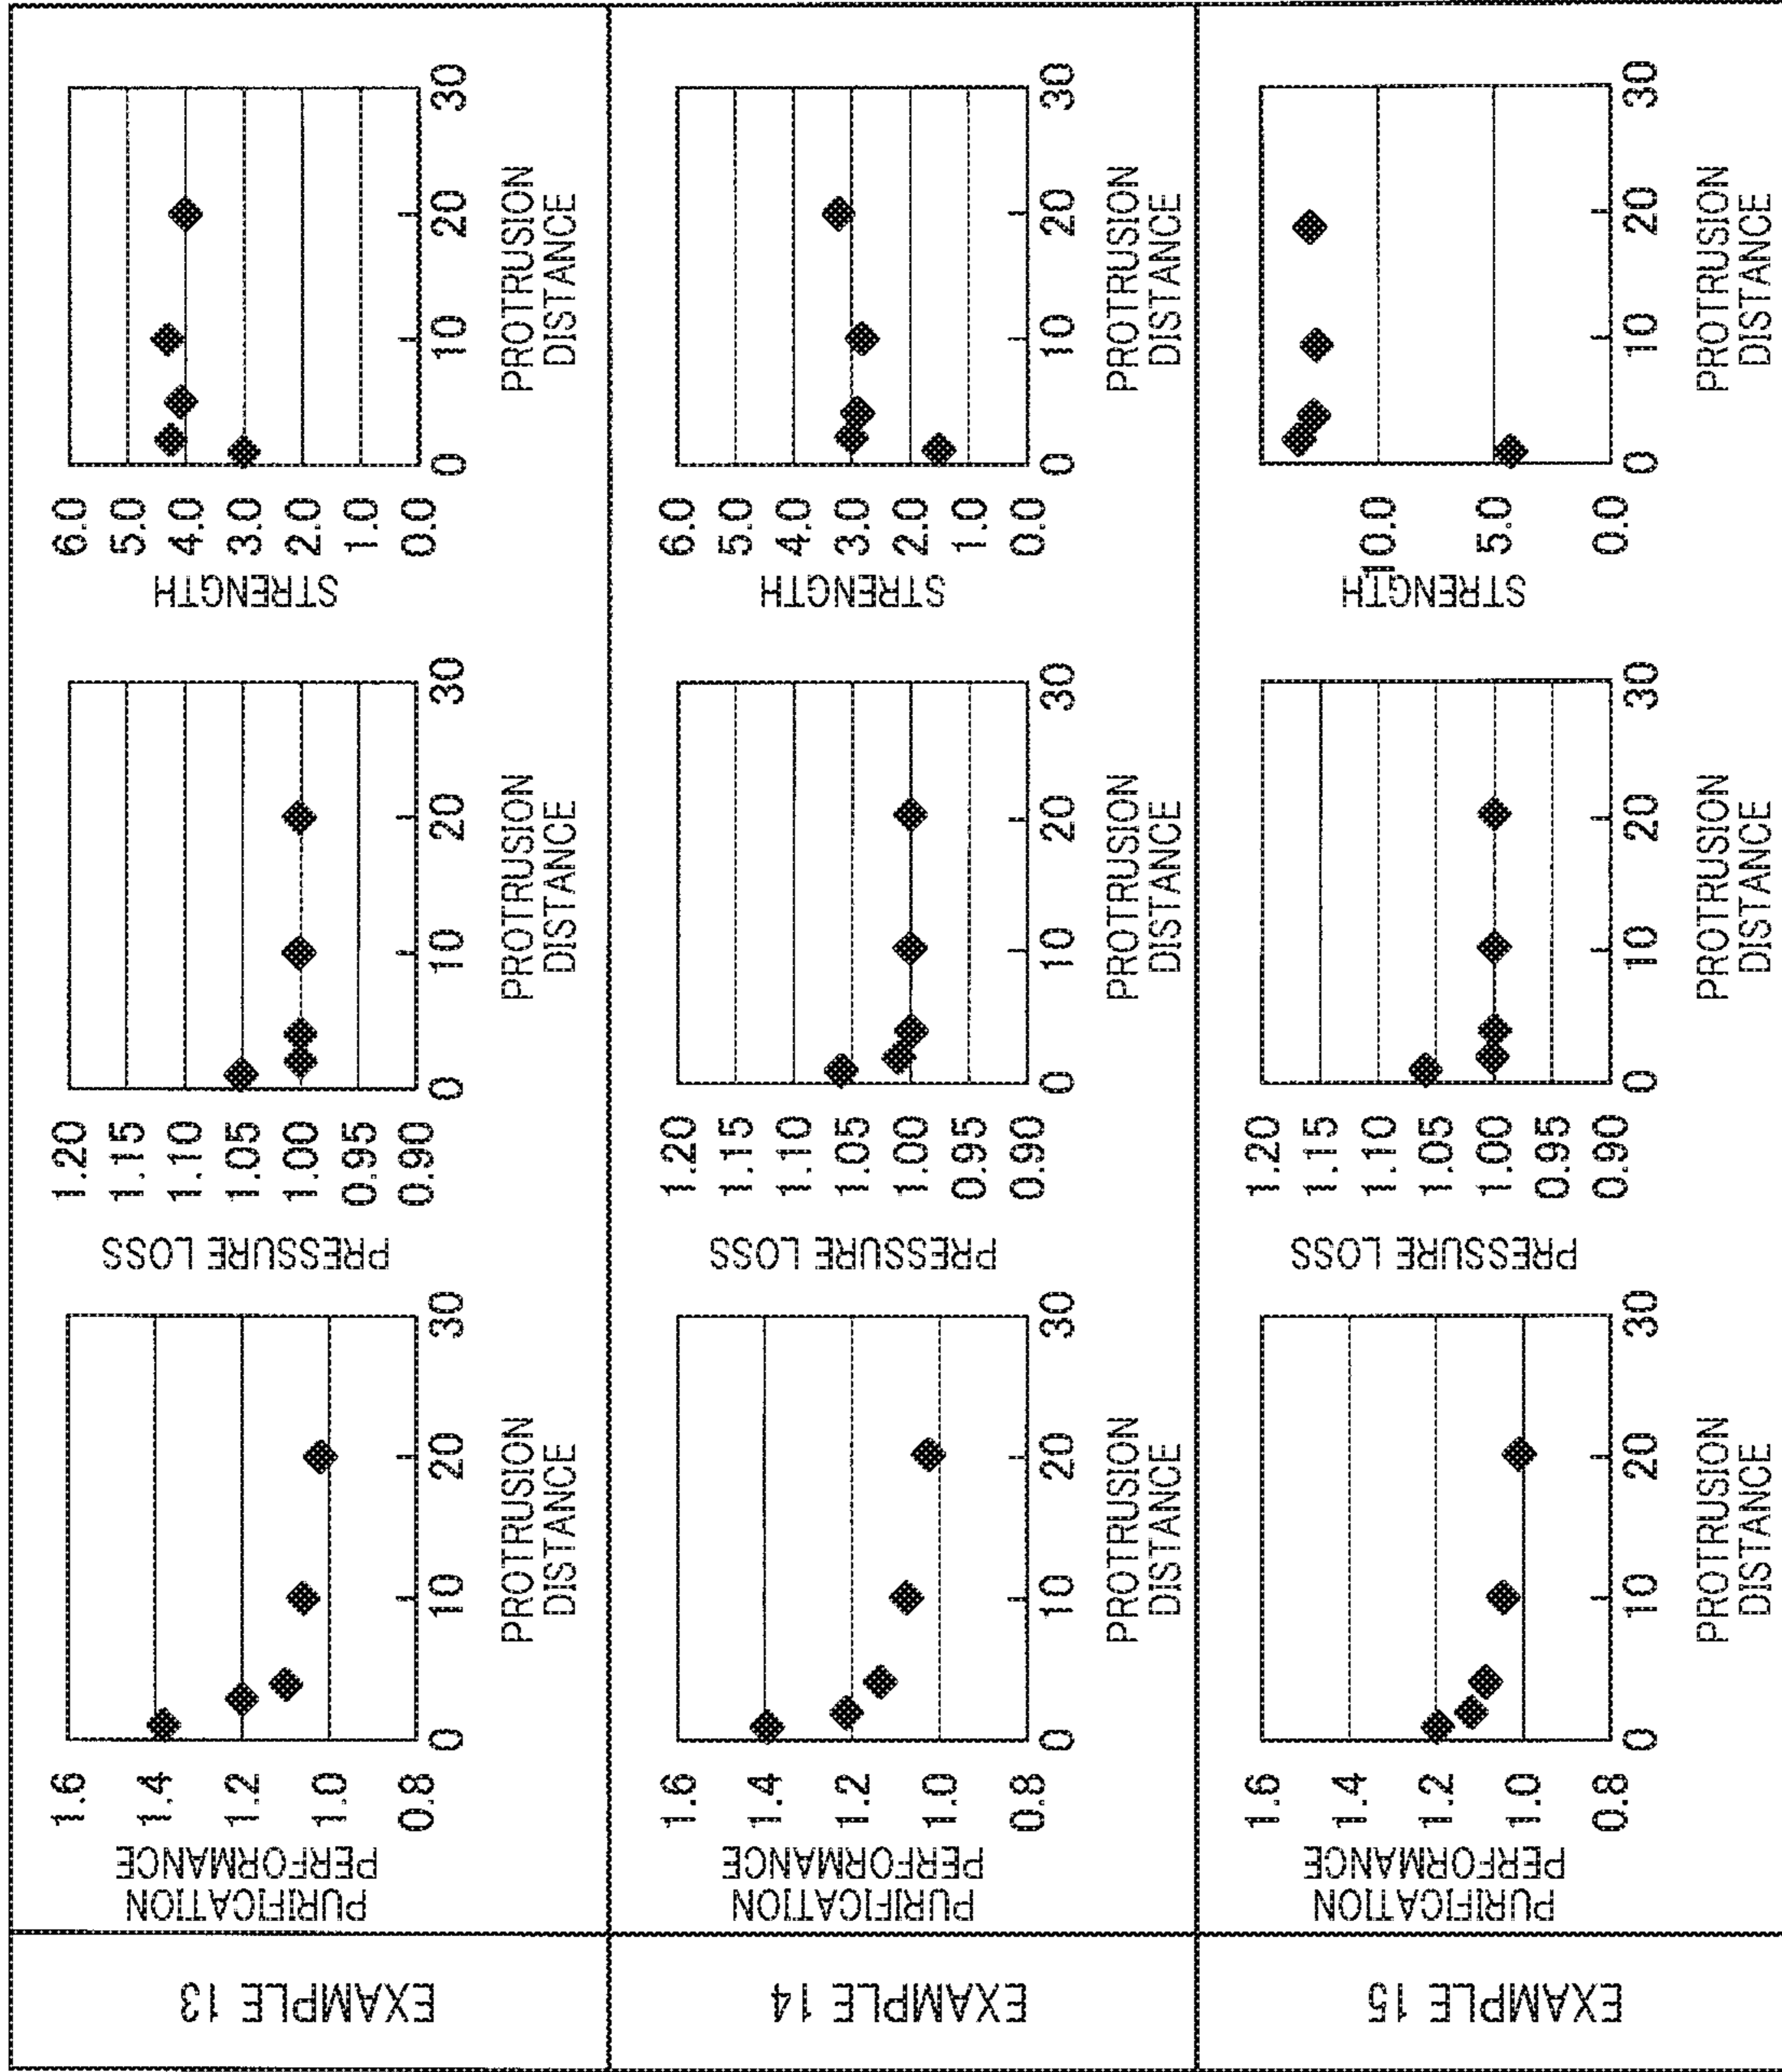 EXAMPLE 13
PURIFICATION
PERFORMANCE
1.6
1.4
1.2
1.0
0.8
0
10
20
30
PROTRUSION
DISTANCE
PRESSURE LOSS
1.20
1.15
1.10
1.05
1.00
0.95
0.90
0
10
20
30
PROTRUSION
DISTANCE
STRENGTH
6.0
5.0
4.0
3.0
2.0
1.0
0.0
0
10
20
30
PROTRUSION
DISTANCE
EXAMPLE 14
PURIFICATION
PERFORMANCE
1.6
1.4
1.2
1.0
0.8
0
10
20
30
PROTRUSION
DISTANCE
PRESSURE LOSS
1.20
1.15
1.10
1.05
1.00
0.95
0.90
0
10
20
30
PROTRUSION
DISTANCE
STRENGTH
6.0
5.0
4.0
3.0
2.0
1.0
0.0
0
10
20
30
PROTRUSION
DISTANCE
EXAMPLE 15
PURIFICATION
PERFORMANCE
1.6
1.4
1.2
1.0
0.8
0
10
20
30
PROTRUSION
DISTANCE
PRESSURE LOSS
1.20
1.15
1.10
1.05
1.00
0.95
0.90
0
10
20
30
PROTRUSION
DISTANCE
STRENGTH
10.0
5.0
0.0
0
10
20
30
PROTRUSION
DISTANCE